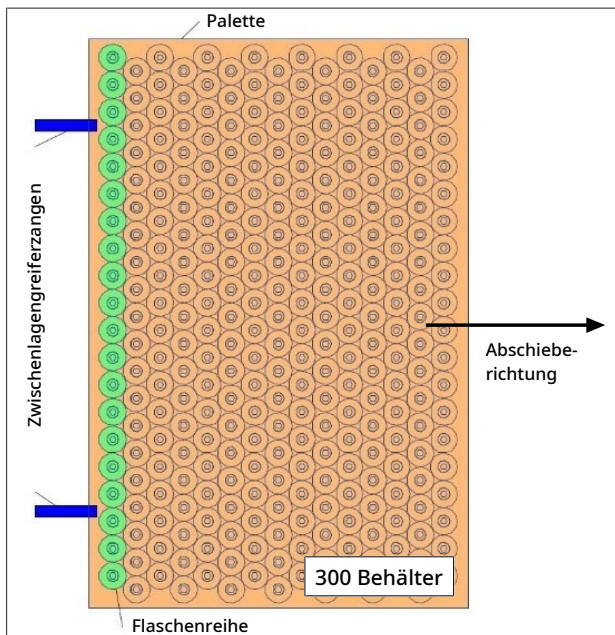 Palette
Zwischenlagengreiferzangen
Abschiebe-
richtung
300 Behälter
Flaschenreihe